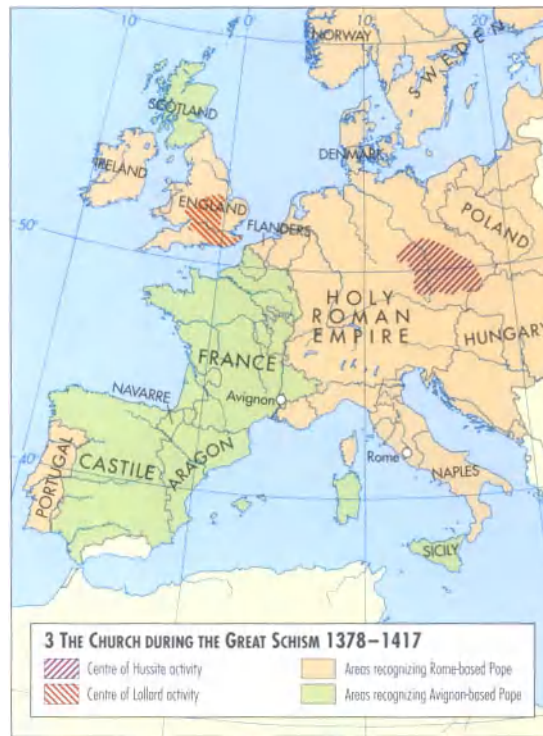 10°
0°
10°
20°
NORWAY
SWEDEN
SCOTLAND
DENMARK
IRELAND
ENGLAND
50°
FLANDERS
POLAND
HOLY
ROMAN
EMPIRE
HUNGARY
FRANCE
NAVARRE
Avignon
40°
PORTUGAL
CASTILE
ARAGON
Rome
NAPLES
SICILY
3 THE CHURCH DURING THE GREAT SCHISM 1378–1417
Centre of Hussite activity
Areas recognizing Rome-based Pope
Centre of Lollard activity
Areas recognizing Avignon-based Pope